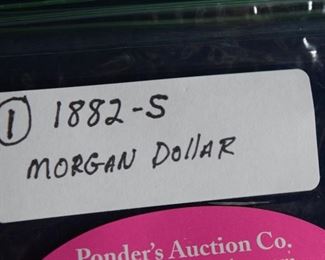 ① 1882-S
MORGAN DOllAR
Ponder's Auction Co.